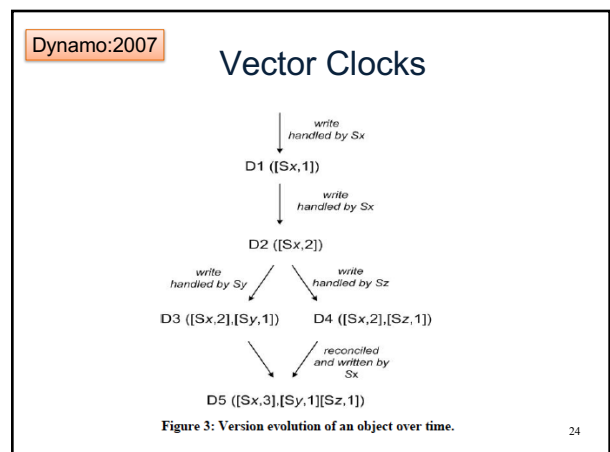 Dynamo:2007
Vector Clocks
write
handled by Sx
D1 ([Sx,1])
write
handled by Sx
D2 ([Sx,2])
write
handled by Sy
write
handled by Sz
D3 ([Sx,2],[Sy,1])
D4 ([Sx,2],[Sz,1])
reconciled
and written by
Sx
D5 ([Sx,3],[Sy,1][Sz,1])
Figure 3: Version evolution of an object over time.
24